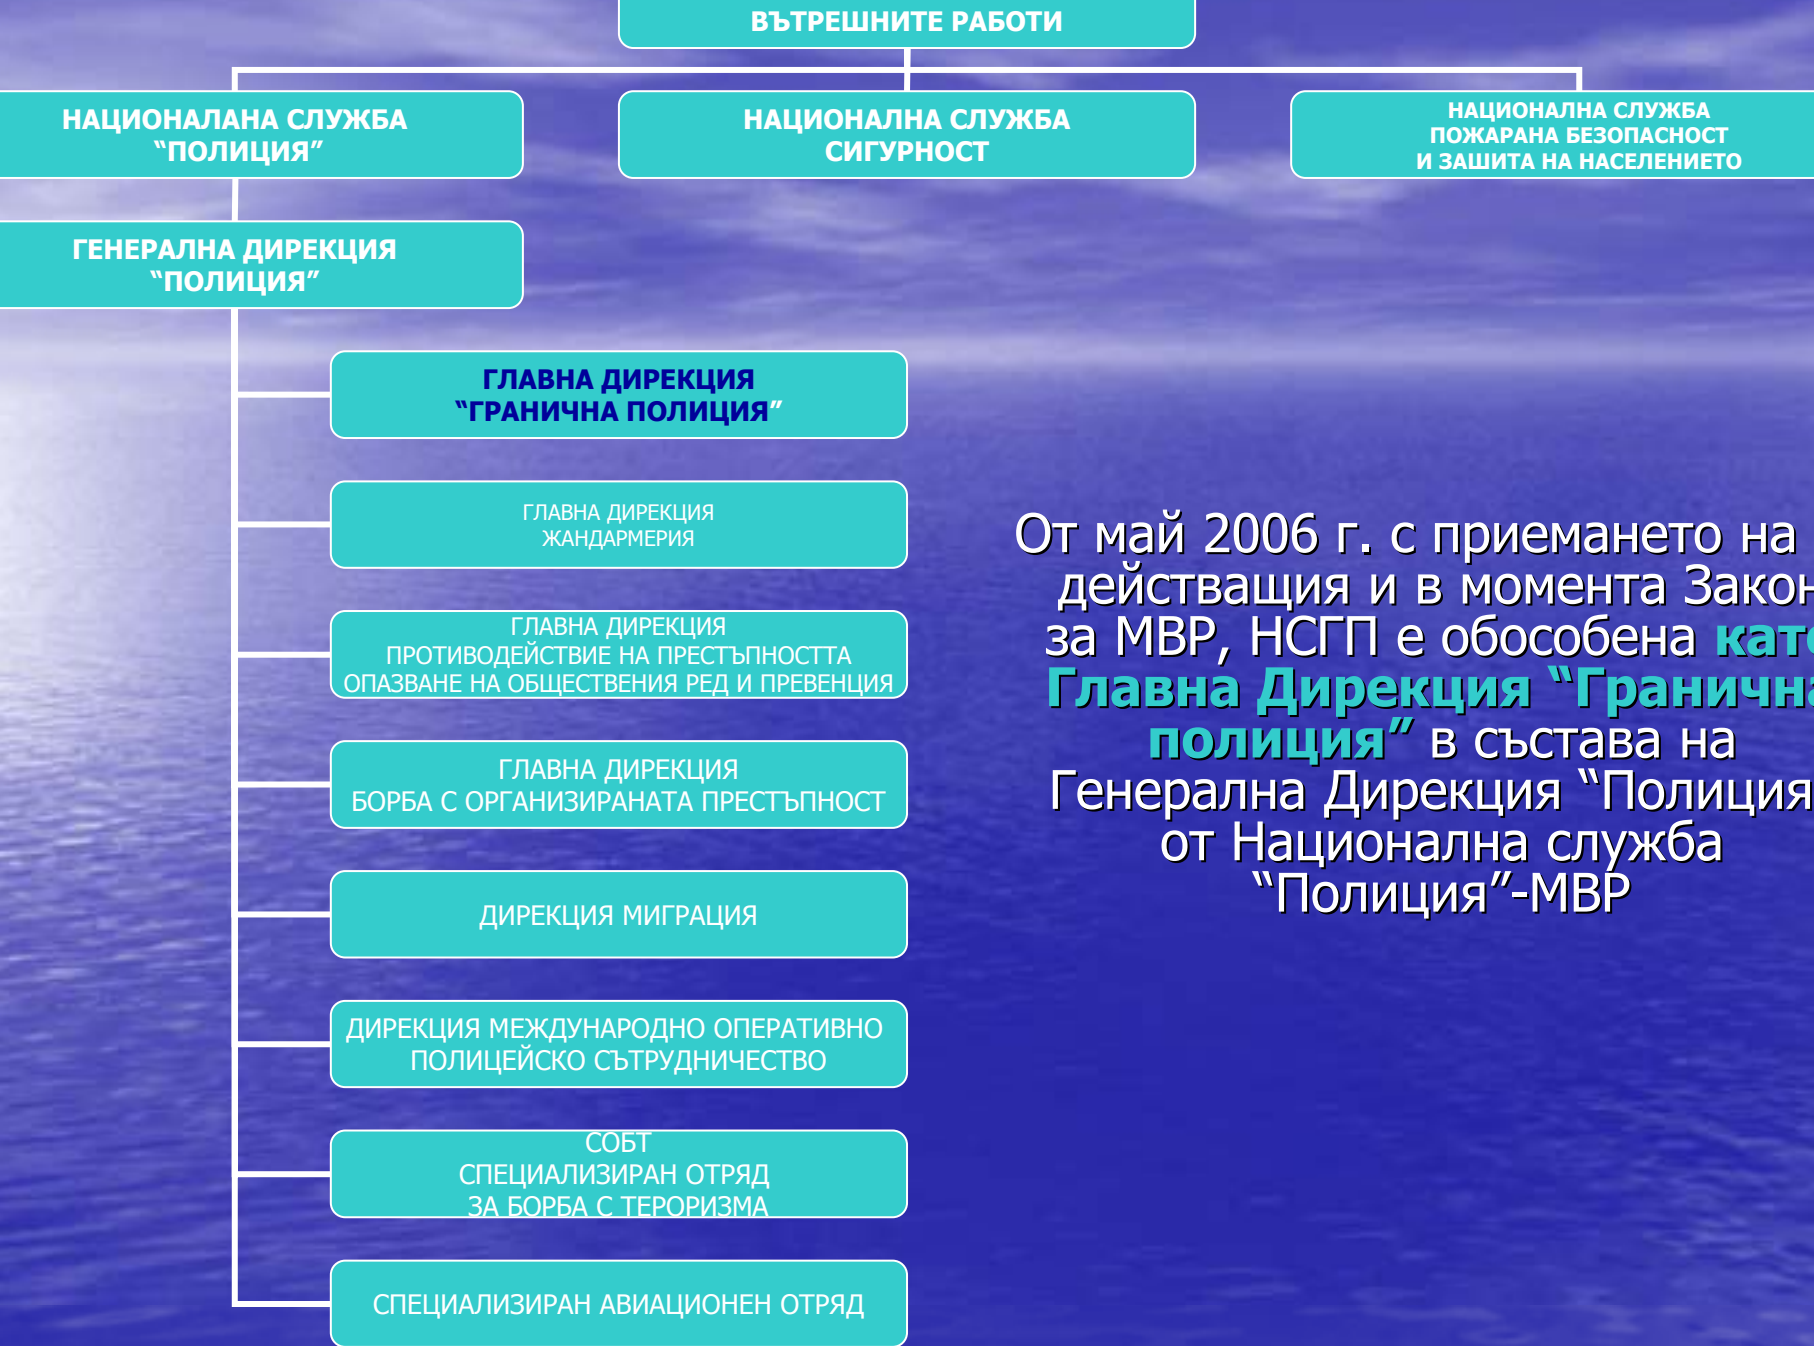 ВЪТРЕШНИТЕ РАБОТИ
НАЦИОНАЛАНА СЛУЖБА
“ПОЛИЦИЯ”
НАЦИОНАЛНА СЛУЖБА
СИГУРНОСТ
НАЦИОНАЛНА СЛУЖБА
ПОЖАРАНА БЕЗОПАСНОСТ
И ЗАШИТА НА НАСЕЛЕНИЕТО
ГЕНЕРАЛНА ДИРЕКЦИЯ
“ПОЛИЦИЯ”
ГЛАВНА ДИРЕКЦИЯ
“ГРАНИЧНА ПОЛИЦИЯ”
ГЛАВНА ДИРЕКЦИЯ
ЖАНДАРМЕРИЯ
ГЛАВНА ДИРЕКЦИЯ
ПРОТИВОДЕЙСТВИЕ НА ПРЕСТЪПНОСТТА
ОПАЗВАНЕ НА ОБЩЕСТВЕНИЯ РЕД И ПРЕВЕНЦИЯ
ГЛАВНА ДИРЕКЦИЯ
БОРБА С ОРГАНИЗИРАНАТА ПРЕСТЪПНОСТ
ДИРЕКЦИЯ МИГРАЦИЯ
ДИРЕКЦИЯ МЕЖДУНАРОДНО ОПЕРАТИВНО
ПОЛИЦЕЙСКО СЪТРУДНИЧЕСТВО
СОБТ
СПЕЦИАЛИЗИРАН ОТРЯД
ЗА БОРБА С ТЕРОРИЗМА
СПЕЦИАЛИЗИРАН АВИАЦИОНЕН ОТРЯД
От май 2006 г. с приемането на
действащия и в момента Закон
за МВР, НСГП е обособена като
Главна Дирекция “Гранична
полиция” в състава на
Генерална Дирекция “Полиция
от Национална служба
“Полиция”-МВР